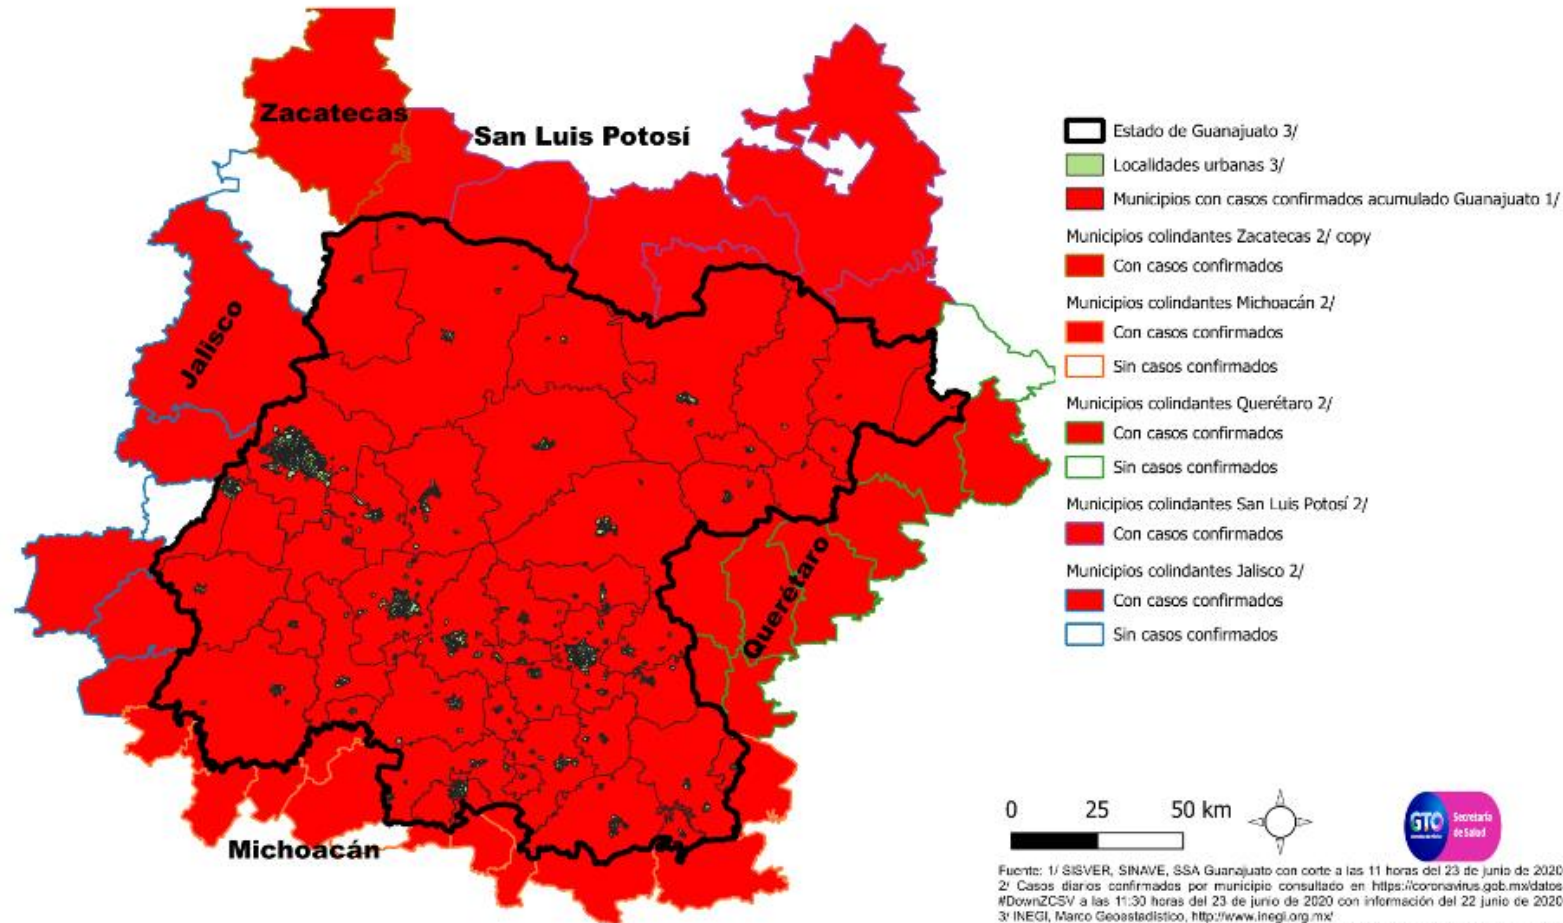 Zacatecas
San Luis Potosí
Jalisco
Querétaro
Michoacán
Estado de Guanajuato 3/
Localidades urbanas 3/
Municipios con casos confirmados acumulado Guanajuato 1/
Municipios colindantes Zacatecas 2/ copy
Con casos confirmados
Municipios colindantes Michoacán 2/
Con casos confirmados
Sin casos confirmados
Municipios colindantes Querétaro 2/
Con casos confirmados
Sin casos confirmados
Municipios colindantes San Luis Potosí 2/
Con casos confirmados
Municipios colindantes Jalisco 2/
Con casos confirmados
Sin casos confirmados
0 25 50 km
GTO
Secretaría
de Salud
Fuente: 1/ SISVER, SINAVE, SSA Guanajuato con corte a las 11 horas del 23 de junio de 2020
2/ Casos diarios confirmados por municipio consultado en https://coronavirus.gob.mx/datos
#DownZCSV a las 11:30 horas del 23 de junio de 2020 con información del 22 junio de 2020
3/ INEGI, Marco Geoestadístico, http://www.inegi.org.mx/